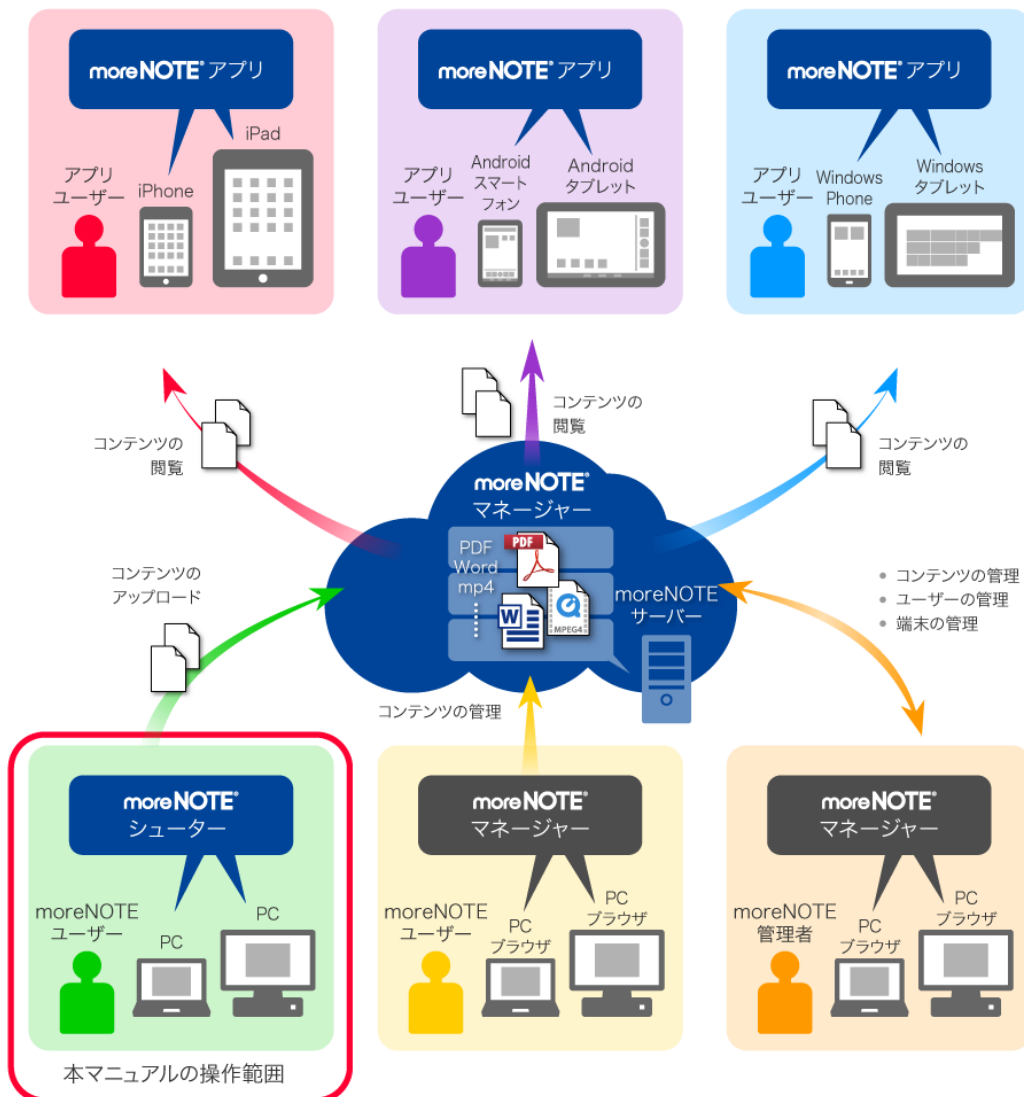 moreNOTE® アプリ
iPad
アプリ
ユーザー
iPhone
moreNOTE® アプリ
Android
スマート
フォン
Android
タブレット
アプリ
ユーザー
moreNOTE® アプリ
アプリ
ユーザー
Windows
Phone
Windows
タブレット
コンテンツの
閲覧
コンテンツの
閲覧
コンテンツの
閲覧
moreNOTE®
マネージャー
PDF
Word
mp4
PDF
W
MPEG4
moreNOTE
サーバー
コンテンツの
アップロード
• コンテンツの管理
• ユーザーの管理
• 端末の管理
コンテンツの管理
moreNOTE®
シューター
moreNOTE
ユーザー
PC
PC
moreNOTE®
マネージャー
moreNOTE
ユーザー
PC
ブラウザ
PC
ブラウザ
moreNOTE®
マネージャー
moreNOTE
管理者
PC
ブラウザ
PC
ブラウザ
本マニュアルの操作範囲